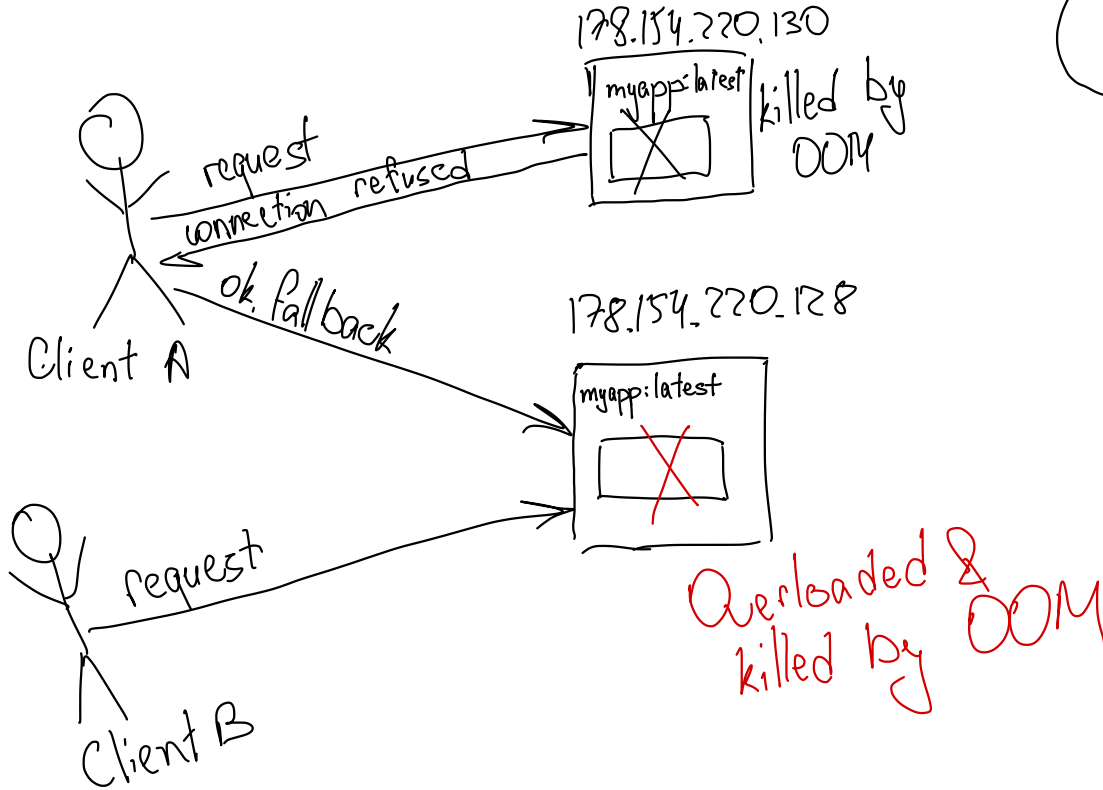 178.154.220.130
myapp:latest
killed by
OOM
request
connection refused
ok, fallback
Client A
178.154.220.128
myapp:latest
request
Client B
Overloaded &
killed by OOM